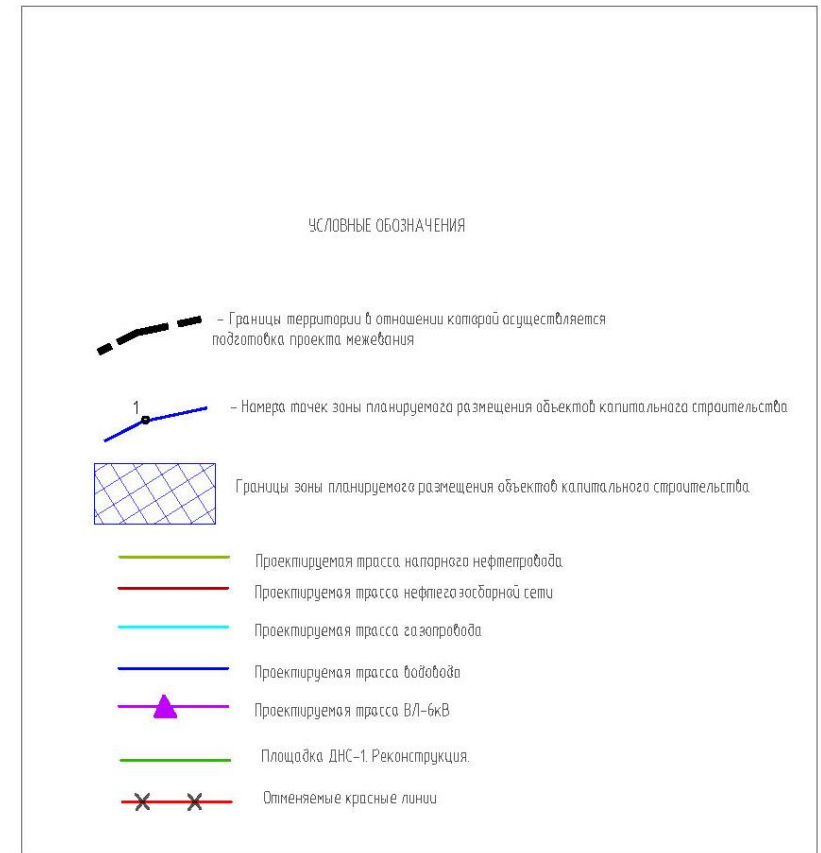 УСЛОВНЫЕ ОБОЗНАЧЕНИЯ
- Границы территории в отношении которой осуществляется
подготовка проекта межевания
1
- Номера точек зоны планируемого размещения объектов капитального строительства
Границы зоны планируемого размещения объектов капитального строительства
Проектируемая трасса напорного нефтепровода
Проектируемая трасса нефтегазосборной сети
Проектируемая трасса газопровода
Проектируемая трасса водовода
Проектируемая трасса ВЛ-6кВ
Площадка ДНС-1. Реконструкция.
Отменяемые красные линии